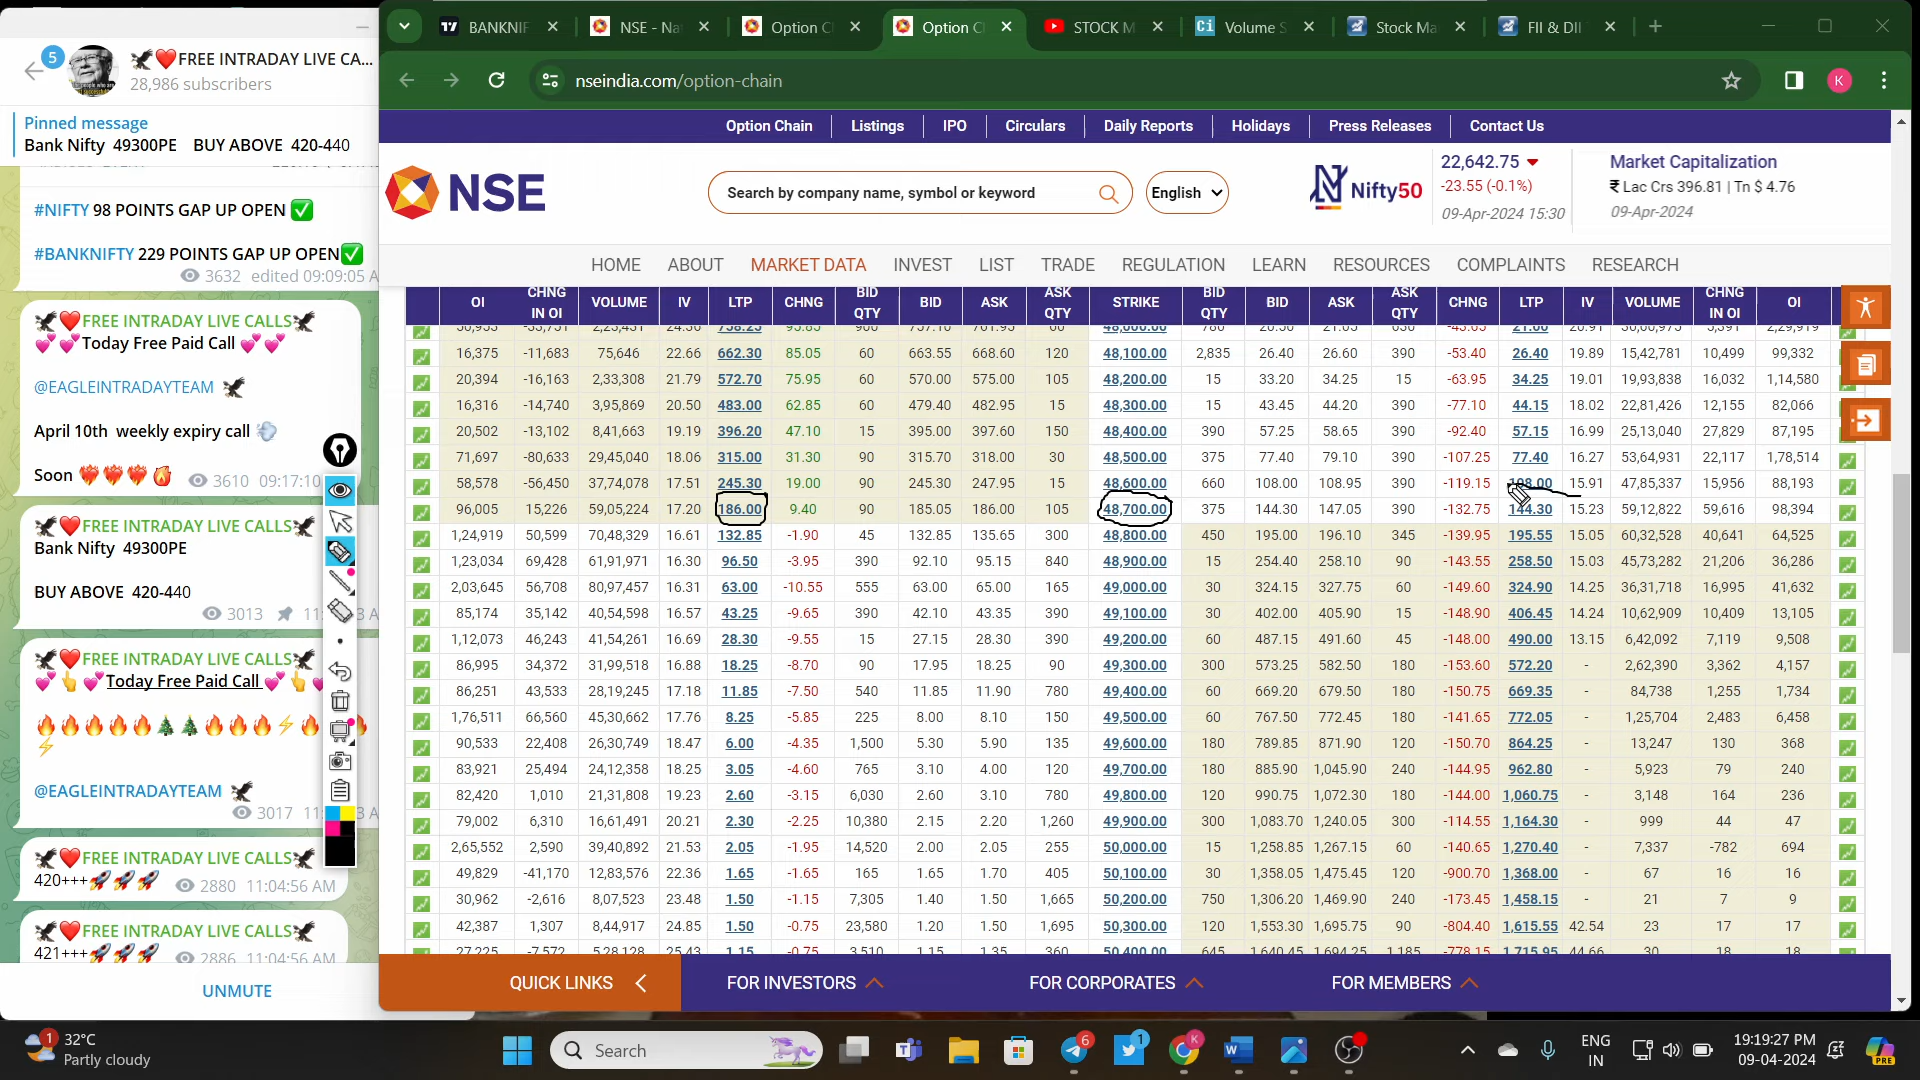 5
🦅❤️FREE INTRADAY LIVE CA...
28,986 subscribers
Pinned message
Bank Nifty 49300PE BUY ABOVE 420-440
#NIFTY 98 POINTS GAP UP OPEN ✅
#BANKNIFTY 229 POINTS GAP UP OPEN✅
3632 edited 09:09:05 A
🦅❤️FREE INTRADAY LIVE CALLS🦅
💕💕Today Free Paid Call 💕💕
@EAGLEINTRADAYTEAM 🦅
April 10th weekly expiry call 💨
Soon ❤️‍🔥❤️‍🔥❤️‍🔥🔥 3610 09:17:10
🦅❤️FREE INTRADAY LIVE CALLS🦅
Bank Nifty 49300PE
BUY ABOVE 420-440
3013
🦅❤️FREE INTRADAY LIVE CALLS🦅
💕👆💕Today Free Paid Call 💕👆
🔥🔥🔥🔥🔥🎄🎄🔥🔥🔥⚡🔥
⚡
@EAGLEINTRADAYTEAM 🦅
3017
🦅❤️FREE INTRADAY LIVE CALLS🦅
420+++🚀🚀🚀 2880 11:04:56 AM
🦅❤️FREE INTRADAY LIVE CALLS🦅
421+++🚀🚀🚀 2886 11:04:56 AM
UNMUTE
BANKNIF
NSE - Na
Option C
Option C
STOCK M
Volume S
Stock Ma
FII & DII
nseindia.com/option-chain
K
Option Chain Listings IPO Circulars Daily Reports Holidays Press Releases Contact Us
NSE
Search by company name, symbol or keyword
English
Nifty50
22,642.75
-23.55 (-0.1%)
09-Apr-2024 15:30
Market Capitalization
₹ Lac Crs 396.81 | Tn $ 4.76
09-Apr-2024
HOME ABOUT MARKET DATA INVEST LIST TRADE REGULATION LEARN RESOURCES COMPLAINTS RESEARCH
OI CHNG IN OI VOLUME IV LTP CHNG BID QTY BID ASK ASK QTY STRIKE BID QTY BID ASK ASK QTY CHNG LTP IV VOLUME CHNG IN OI OI
16,375 -11,683 75,646 22.66 662.30 85.05 60 663.55 668.60 120 48,100.00 2,835 26.40 26.60 390 -53.40 26.40 19.89 15,42,781 10,499 99,332
20,394 -16,163 2,33,308 21.79 572.70 75.95 60 570.00 575.00 105 48,200.00 15 33.20 34.25 15 -63.95 34.25 19.01 19,93,838 16,032 1,14,580
16,316 -14,740 3,95,869 20.50 483.00 62.85 60 479.40 482.95 15 48,300.00 15 43.45 44.20 390 -77.10 44.15 18.02 22,81,426 12,155 82,066
20,502 -13,102 8,41,663 19.19 396.20 47.10 15 395.00 397.60 150 48,400.00 390 57.25 58.65 390 -92.40 57.15 16.99 25,13,040 27,829 87,195
71,697 -80,633 29,45,040 18.06 315.00 31.30 90 315.70 318.00 30 48,500.00 375 77.40 79.10 390 -107.25 77.40 16.27 53,64,931 22,117 1,78,514
58,578 -56,450 37,74,078 17.51 245.30 19.00 90 245.30 247.95 15 48,600.00 660 108.00 108.95 390 -119.15 15.91 47,85,337 15,956 88,193
96,005 15,226 59,05,224 17.20 186.00 9.40 90 185.05 186.00 105 48,700.00 375 144.30 147.05 390 -132.75 144.30 15.23 59,12,822 59,616 98,394
1,24,919 50,599 70,48,329 16.61 132.85 -1.90 45 132.85 135.65 300 48,800.00 450 195.00 196.10 345 -139.95 195.55 15.05 60,32,528 40,641 64,525
1,23,034 69,428 61,91,971 16.30 96.50 -3.95 390 92.10 95.15 840 48,900.00 15 254.40 258.10 90 -143.55 258.50 15.03 45,73,282 21,206 36,286
2,03,645 56,708 80,97,457 16.31 63.00 -10.55 555 63.00 65.00 165 49,000.00 30 324.15 327.75 60 -149.60 324.90 14.25 36,31,718 16,995 41,632
85,174 35,142 40,54,598 16.57 43.25 -9.65 390 42.10 43.35 390 49,100.00 30 402.00 405.90 15 -148.90 406.45 14.24 10,62,909 10,409 13,105
1,12,073 46,243 41,54,261 16.69 28.30 -9.55 15 27.15 28.30 390 49,200.00 60 487.15 491.60 45 -148.00 490.00 13.15 6,42,092 7,119 9,508
86,995 34,372 31,99,518 16.88 18.25 -8.70 90 17.95 18.25 90 49,300.00 300 573.25 582.50 180 -153.60 572.20 - 2,62,390 3,362 4,157
86,251 43,533 28,19,245 17.18 11.85 -7.50 540 11.85 11.90 780 49,400.00 60 669.20 679.50 180 -150.75 669.35 - 84,738 1,255 1,734
1,76,511 66,560 45,30,662 17.76 8.25 -5.85 225 8.00 8.10 150 49,500.00 60 767.50 772.45 180 -141.65 772.05 - 1,25,704 2,483 6,458
90,533 22,408 26,30,749 18.47 6.00 -4.35 1,500 5.30 5.90 135 49,600.00 180 789.85 871.90 120 -150.70 864.25 - 13,247 130 368
83,921 25,494 24,12,358 18.25 3.05 -4.60 765 3.10 4.00 120 49,700.00 180 885.90 1,045.90 240 -144.95 962.80 - 5,923 79 240
82,420 1,010 21,31,808 19.23 2.60 -3.15 6,030 2.60 3.10 780 49,800.00 120 990.75 1,072.30 180 -144.00 1,060.75 - 3,148 164 236
79,002 6,310 16,61,491 20.21 2.30 -2.25 10,380 2.15 2.20 1,260 49,900.00 300 1,083.70 1,240.05 300 -114.55 1,164.30 - 999 44 47
2,65,552 2,590 39,40,892 21.53 2.05 -1.95 14,520 2.00 2.05 255 50,000.00 15 1,258.85 1,267.15 60 -140.65 1,270.40 - 7,337 -782 694
49,829 -41,170 12,83,576 22.36 1.65 -1.65 165 1.65 1.70 405 50,100.00 30 1,358.05 1,475.45 120 -900.70 1,368.00 - 67 16 16
30,962 -2,616 8,07,523 23.48 1.50 -1.15 7,305 1.40 1.50 1,665 50,200.00 750 1,306.20 1,469.90 240 -173.45 1,458.15 - 21 7 9
42,387 1,307 8,44,917 24.85 1.50 -0.75 23,580 1.20 1.50 1,695 50,300.00 120 1,553.30 1,695.75 90 -804.40 1,615.55 42.54 23 17 17
QUICK LINKS FOR INVESTORS FOR CORPORATES FOR MEMBERS
1
32°C
Partly cloudy
Search
6
1
K
ENG
IN
19:19:27 PM
09-04-2024
PRE